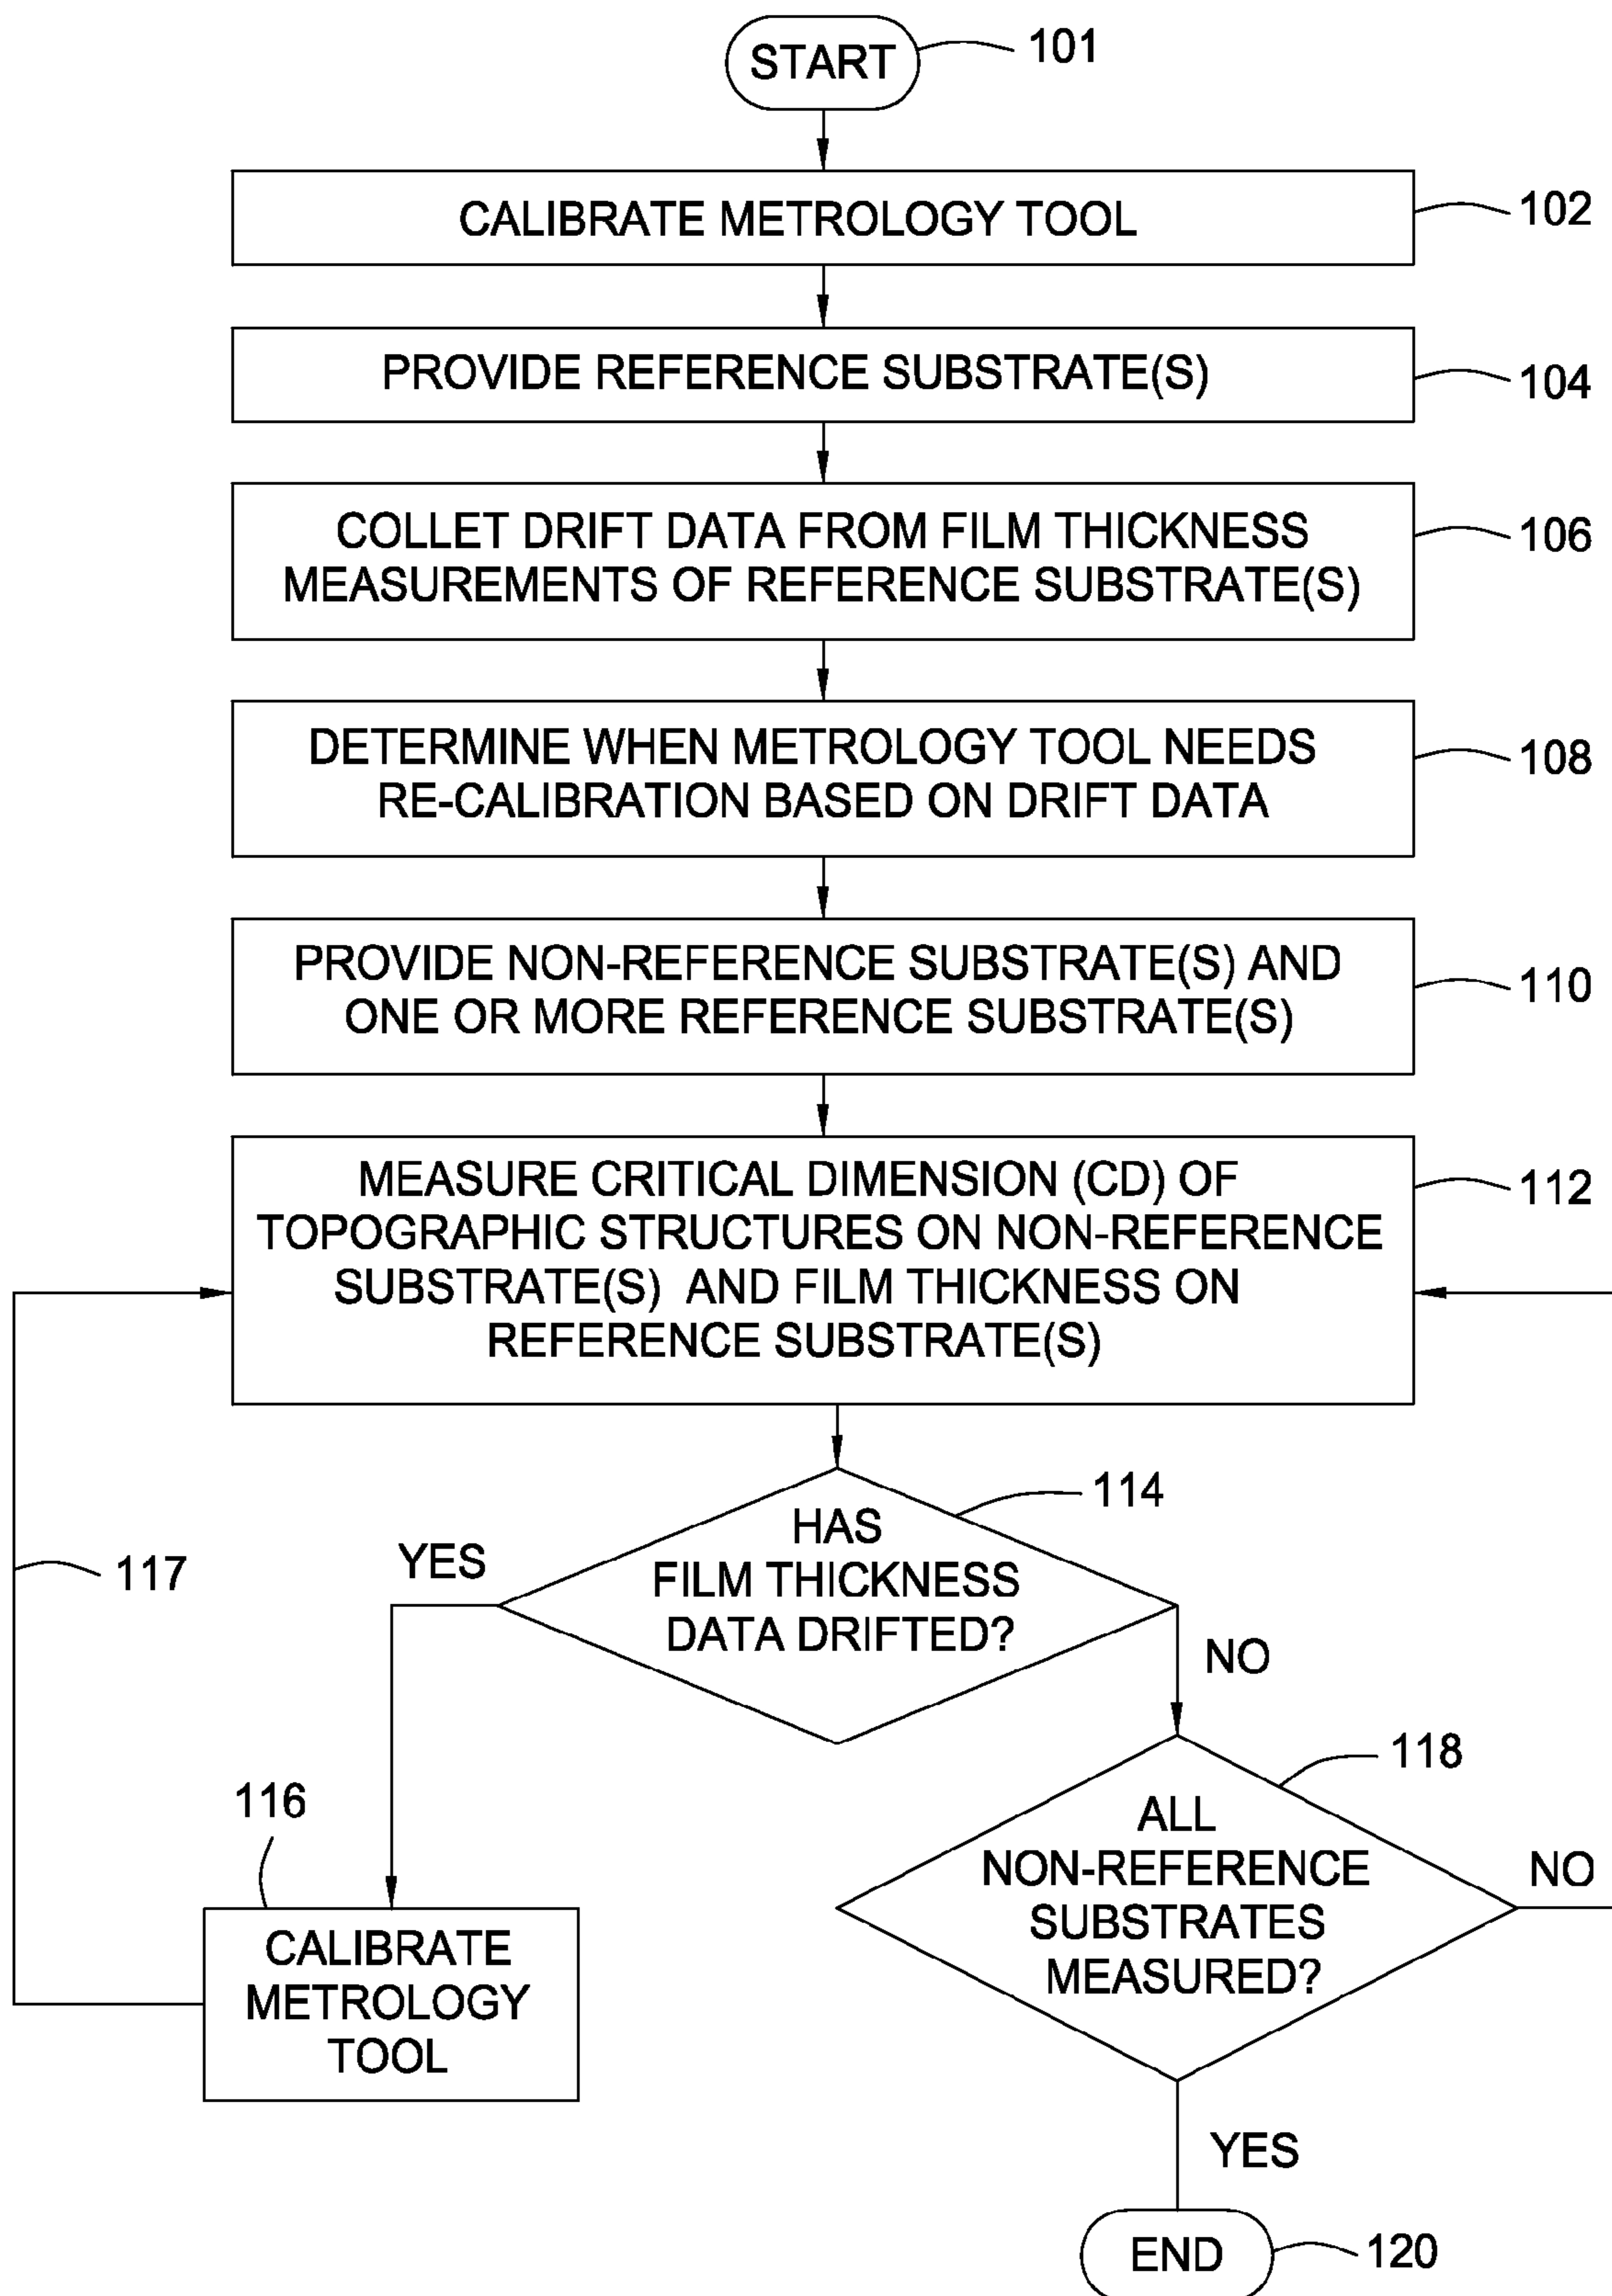 START
101
CALIBRATE METROLOGY TOOL
102
PROVIDE REFERENCE SUBSTRATE(S)
104
COLLET DRIFT DATA FROM FILM THICKNESS
MEASUREMENTS OF REFERENCE SUBSTRATE(S)
106
DETERMINE WHEN METROLOGY TOOL NEEDS
RE-CALIBRATION BASED ON DRIFT DATA
108
PROVIDE NON-REFERENCE SUBSTRATE(S) AND
ONE OR MORE REFERENCE SUBSTRATE(S)
110
MEASURE CRITICAL DIMENSION (CD) OF
TOPOGRAPHIC STRUCTURES ON NON-REFERENCE
SUBSTRATE(S) AND FILM THICKNESS ON
REFERENCE SUBSTRATE(S)
112
HAS
FILM THICKNESS
DATA DRIFTED?
114
YES
117
NO
116
CALIBRATE
METROLOGY
TOOL
118
ALL
NON-REFERENCE
SUBSTRATES
MEASURED?
NO
YES
END
120